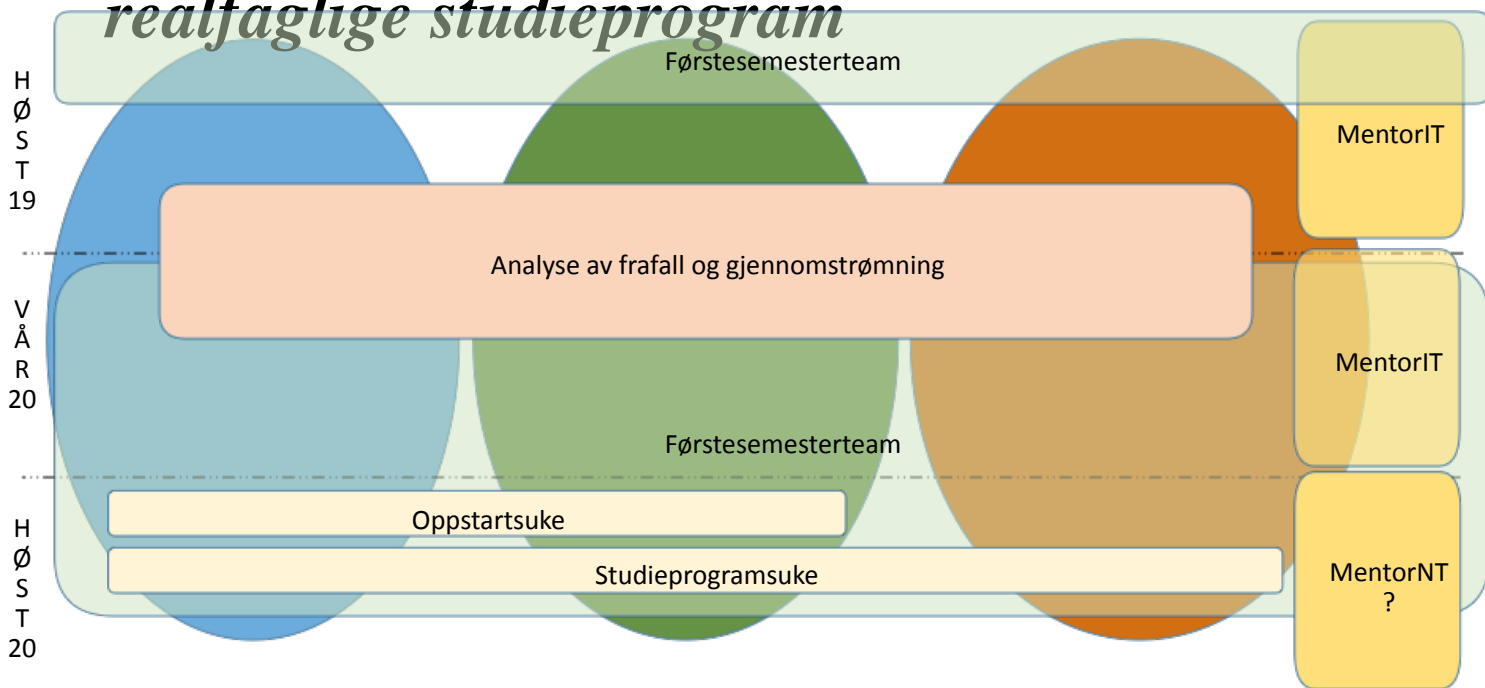 realfaglige studieprogram
Førstesemesterteam
H
Ø
S
T
19
MentorIT
Analyse av frafall og gjennomstrømning
V
Å
R
20
MentorIT
Førstesemesterteam
H
Ø
S
T
20
Oppstartsuke
Studieprogramsuke
MentorNT
?